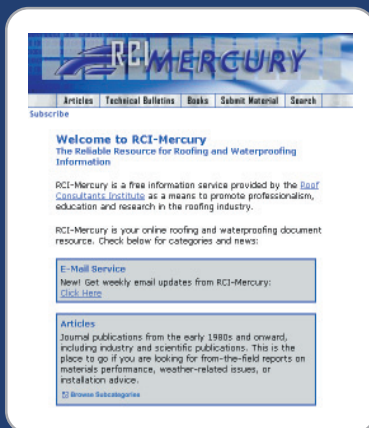 RCI MERCURY
Articles Technical Bulletins Books Submit Material Search
Subscribe
Welcome to RCI-Mercury
The Reliable Resource for Roofing and Waterproofing
Information
RCI-Mercury is a free information service provided by the Roof
Consultants Institute as a means to promote professionalism,
education and research in the roofing industry.
RCI-Mercury is your online roofing and waterproofing document
resource. Check below for categories and news:
E-Mail Service
New! Get weekly email updates from RCI-Mercury:
Click Here
Articles
Journal publications from the early 1980s and onward,
including industry and scientific publications. This is the
place to go if you are looking for from-the-field reports on
materials performance, weather-related issues, or
installation advice.
Browse Subcategories